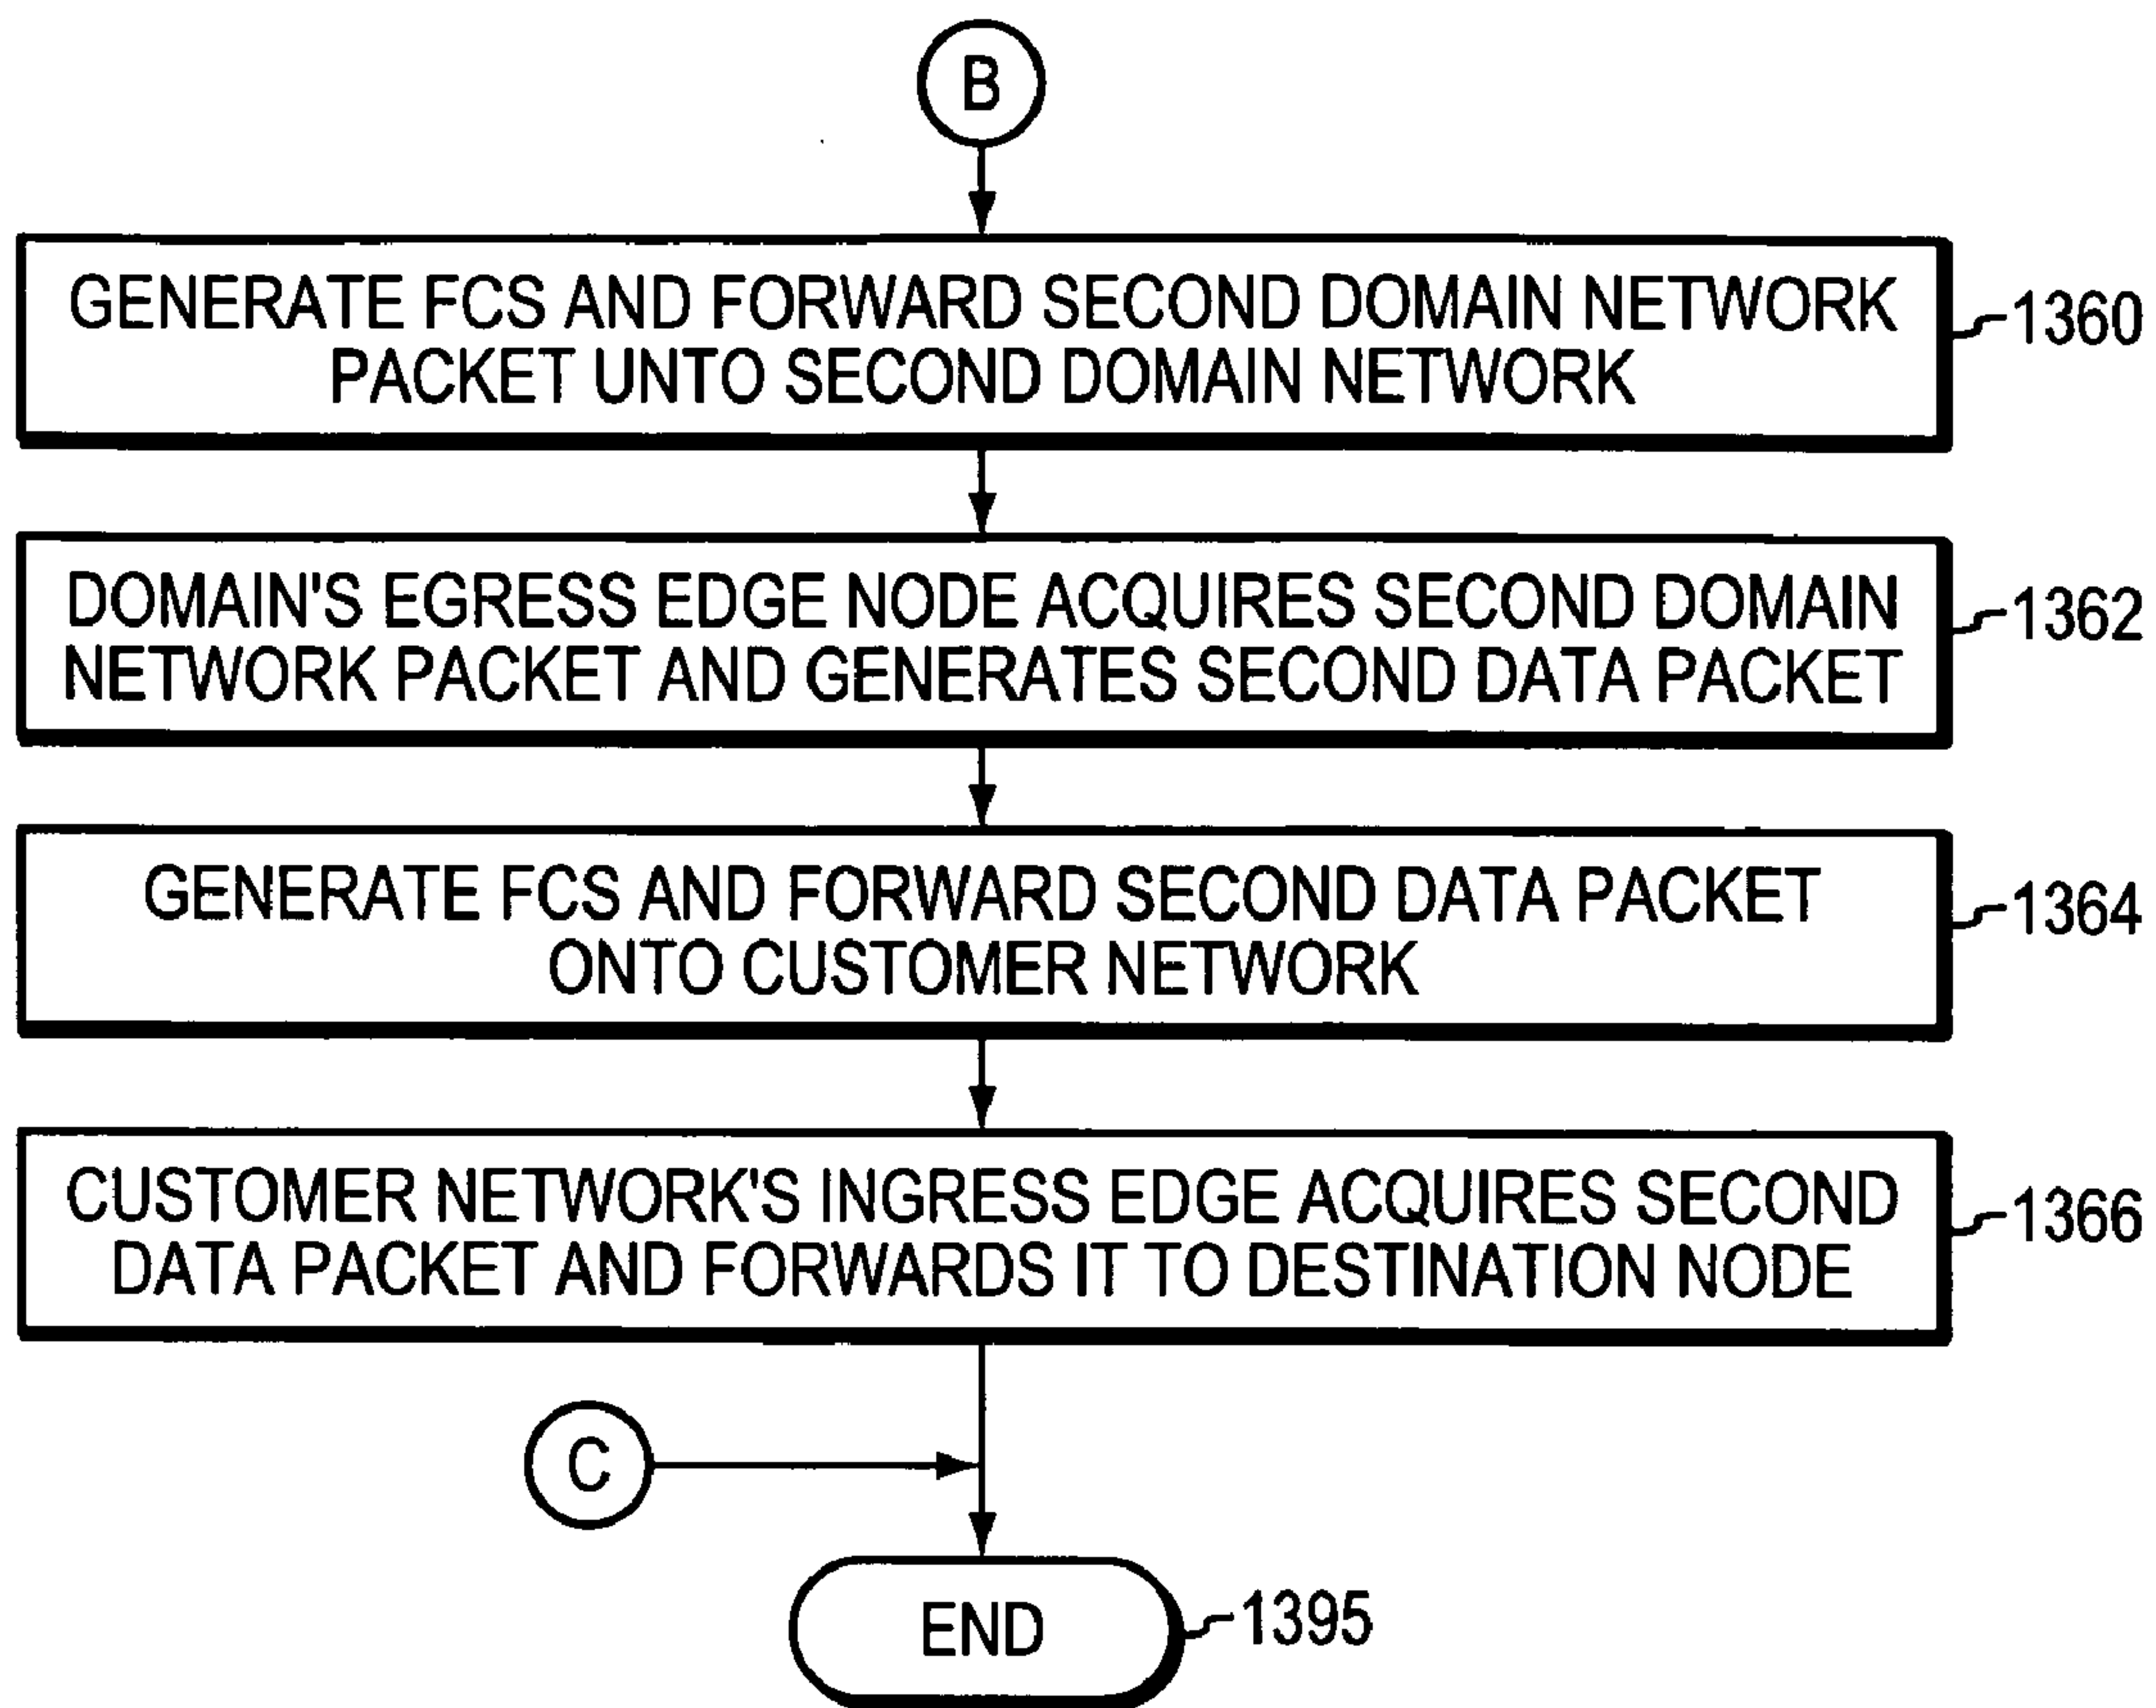 B
GENERATE FCS AND FORWARD SECOND DOMAIN NETWORK
PACKET UNTO SECOND DOMAIN NETWORK
1360
DOMAIN'S EGRESS EDGE NODE ACQUIRES SECOND DOMAIN
NETWORK PACKET AND GENERATES SECOND DATA PACKET
1362
GENERATE FCS AND FORWARD SECOND DATA PACKET
ONTO CUSTOMER NETWORK
1364
CUSTOMER NETWORK'S INGRESS EDGE ACQUIRES SECOND
DATA PACKET AND FORWARDS IT TO DESTINATION NODE
1366
C
END
1395